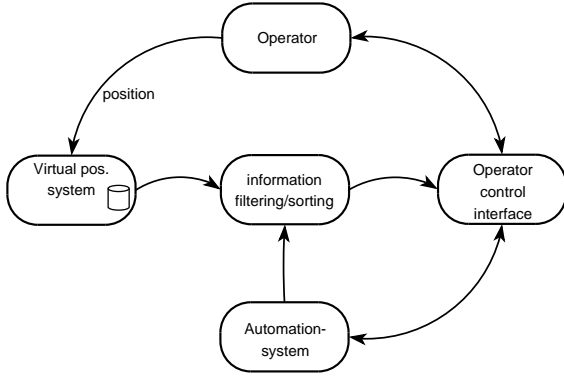 Operator
position
Virtual pos.
system
information
filtering/sorting
Operator
control
interface
Automation-
system